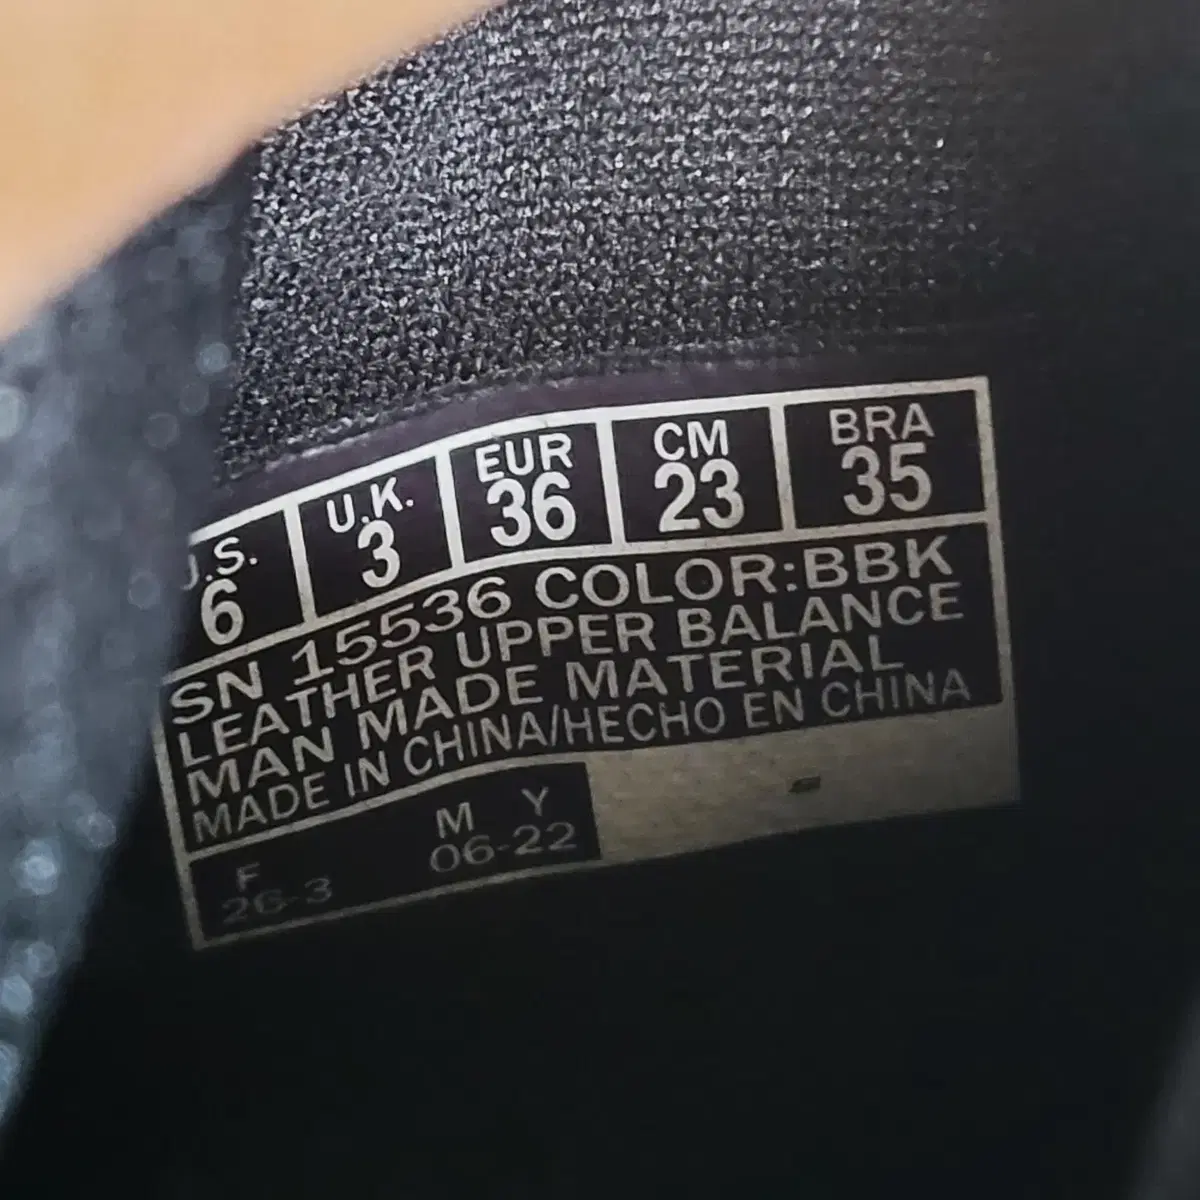 U.S. U.K. EUR CM BRA
6 3 36 23 35
SN 15536 COLOR:BBK
LEATHER UPPER BALANCE
MAN MADE MATERIAL
MADE IN CHINA/HECHO EN CHINA
F M Y
26-3 06-22